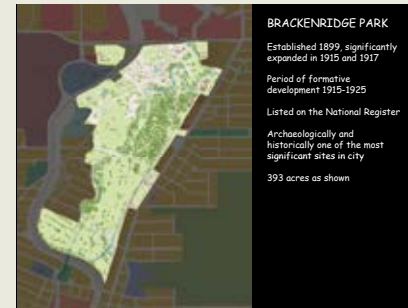 BRACKENRIDGE PARK
Established 1899, significantly
expanded in 1915 and 1917
Period of formative
development 1915-1925
Listed on the National Register
Archaeologically and
historically one of the most
significant sites in city
393 acres as shown